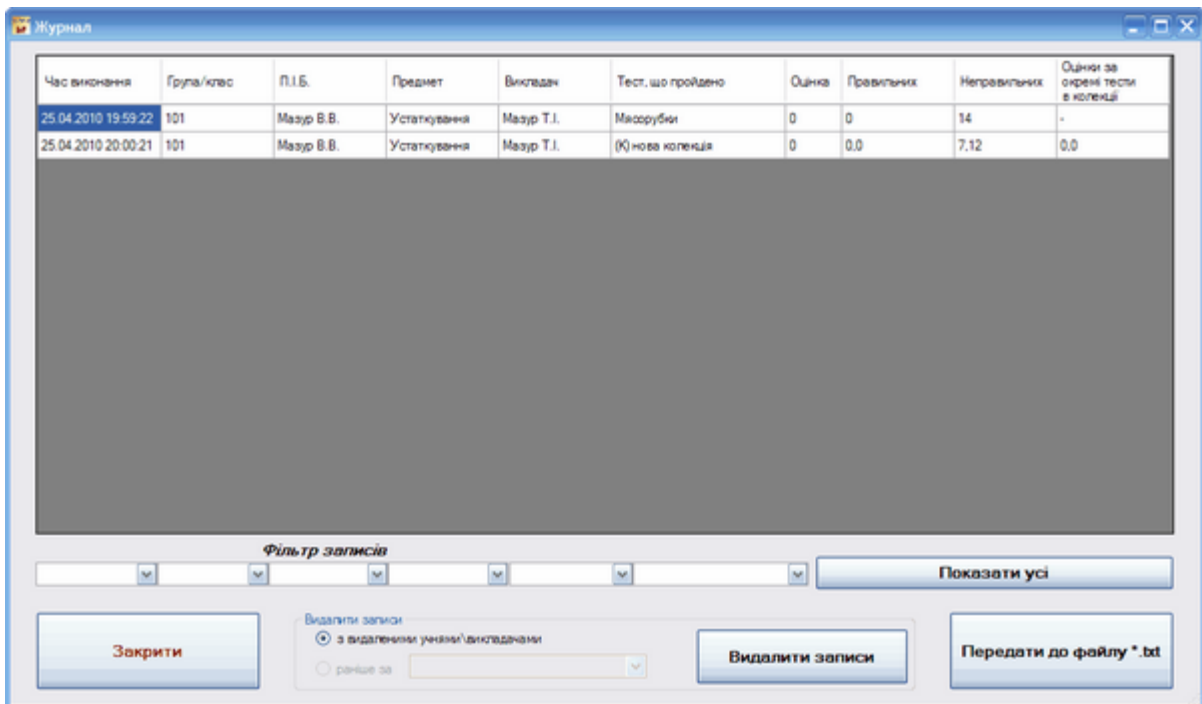 Журнал
Час виконання Група/клас П.І.Б. Предмет Викладач Тест, що пройдено Оцінка Правильних Неправильних Оцінки за окремі тести в колекції
25.04.2010 19:59:22 101 Мазур В.В. Устаткування Мазур Т.І. Мясорубки 0 0 14 -
25.04.2010 20:00:21 101 Мазур В.В. Устаткування Мазур Т.І. (К) нова колекція 0 0,0 7,12 0,0
Фільтр записів
Показати усі
Закрити
Видалити записи
з видаленими учнями\викладачами
раніше за
Видалити записи
Передати до файлу *.txt